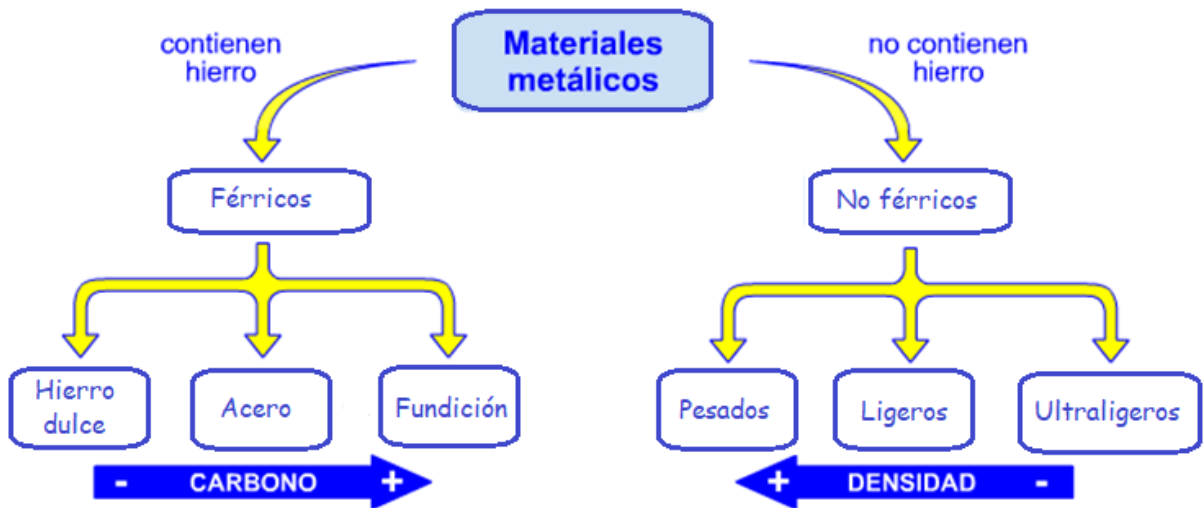 contienen
hierro
Materiales
metálicos
no contienen
hierro
Férricos
No férricos
Hierro
dulce
Acero
Fundición
Pesados
Ligeros
Ultraligeros
- CARBONO +
+ DENSIDAD -